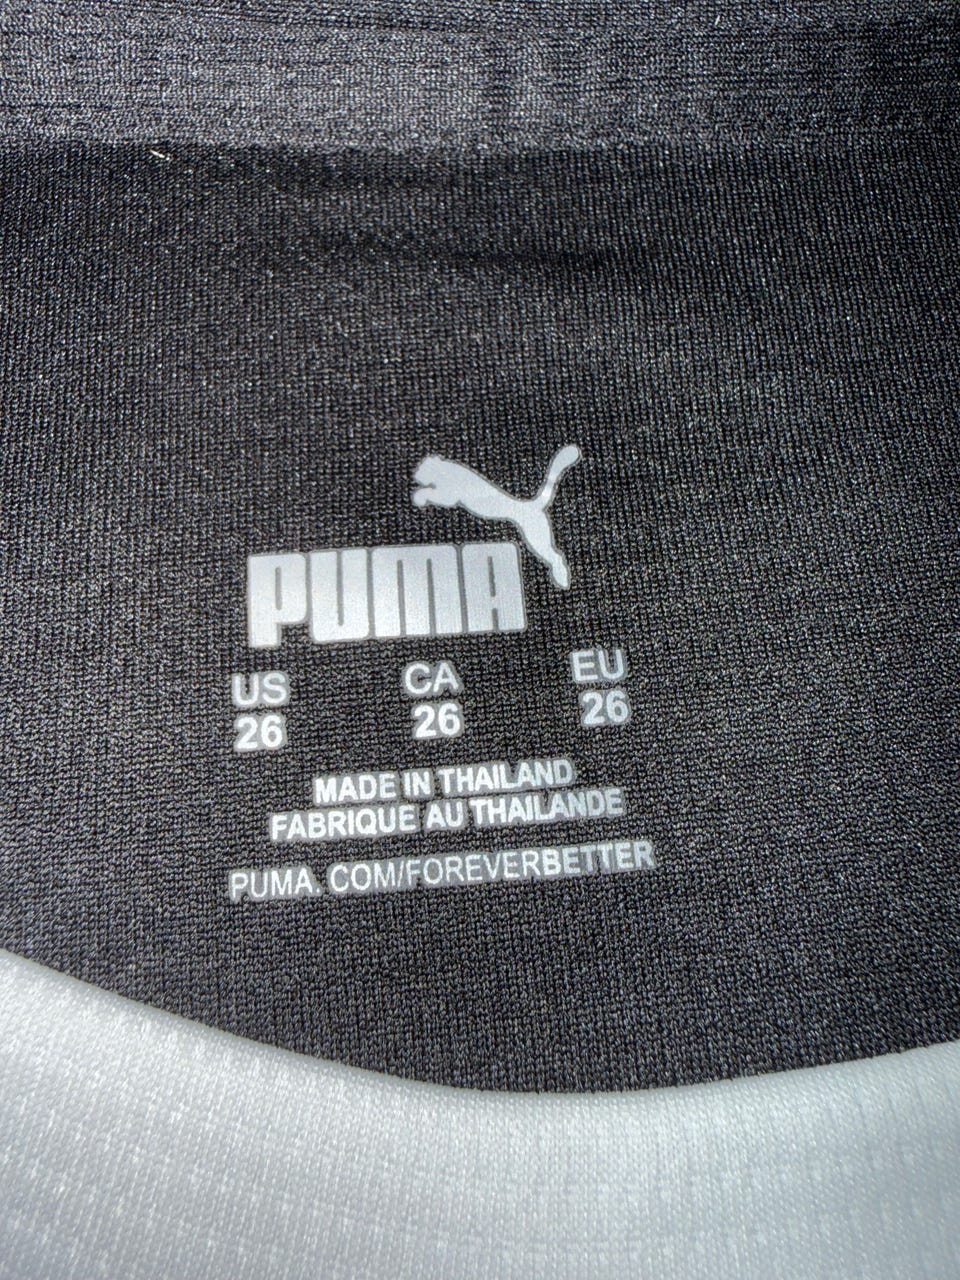 PUMA
US CA EU
26 26 26
MADE IN THAILAND
FABRIQUE AU THAILANDE
PUMA. COM/FOREVERBETTER